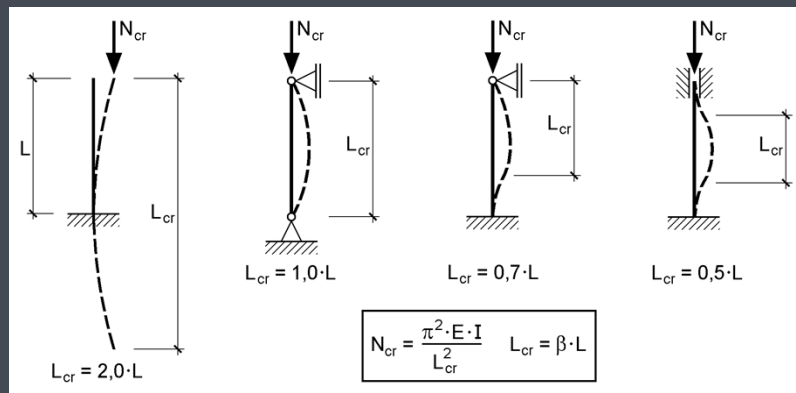 N_cr
N_cr
N_cr
N_cr
L
L_cr
L_cr
L_cr
L_cr
L_cr = 2,0·L
L_cr = 1,0·L
L_cr = 0,7·L
L_cr = 0,5·L
N_cr = π²·E·I / L_cr² L_cr = β·L